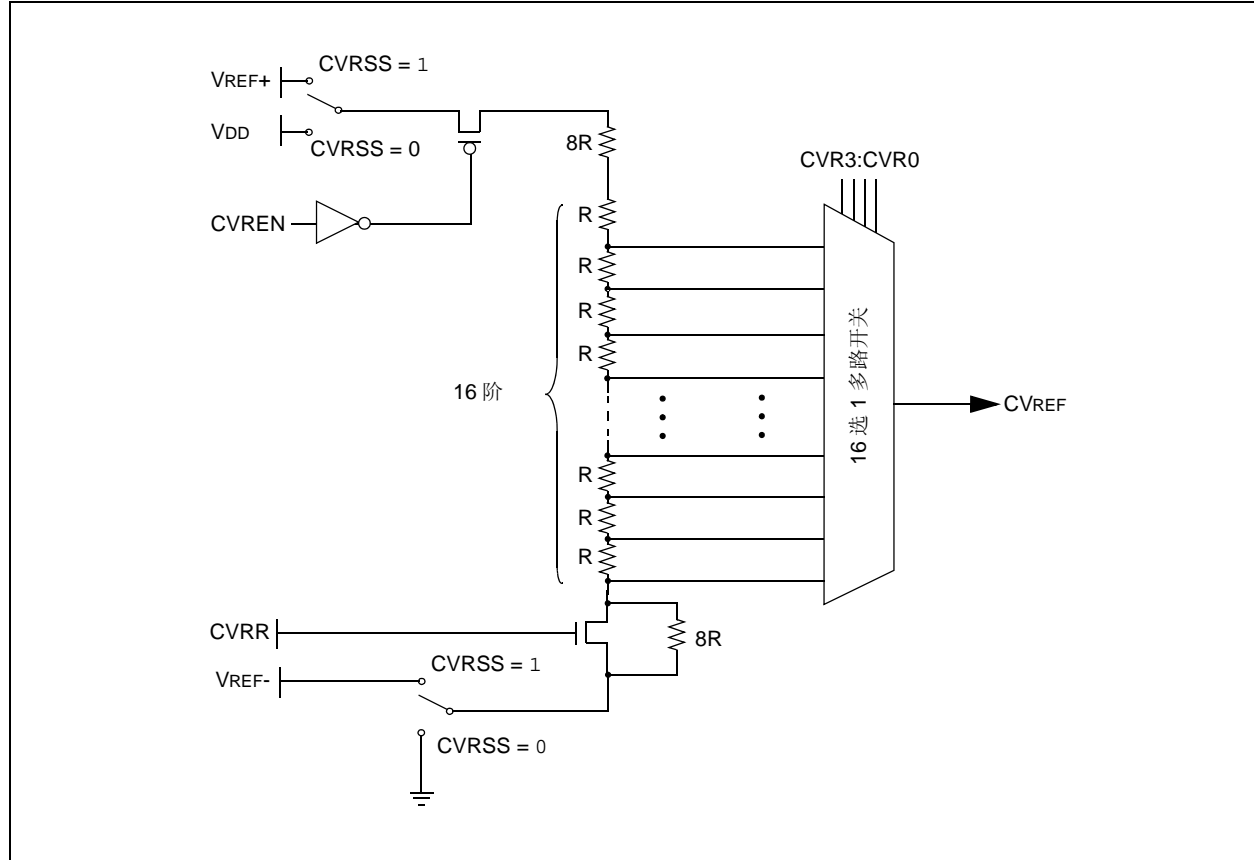 CVRSS = 1
VREF+
VDD
CVRSS = 0
8R
CVREN
CVR3:CVR0
R
R
R
R
16 阶
16 选 1 多路开关
CVREF
R
R
R
CVRR
8R
CVRSS = 1
VREF-
CVRSS = 0